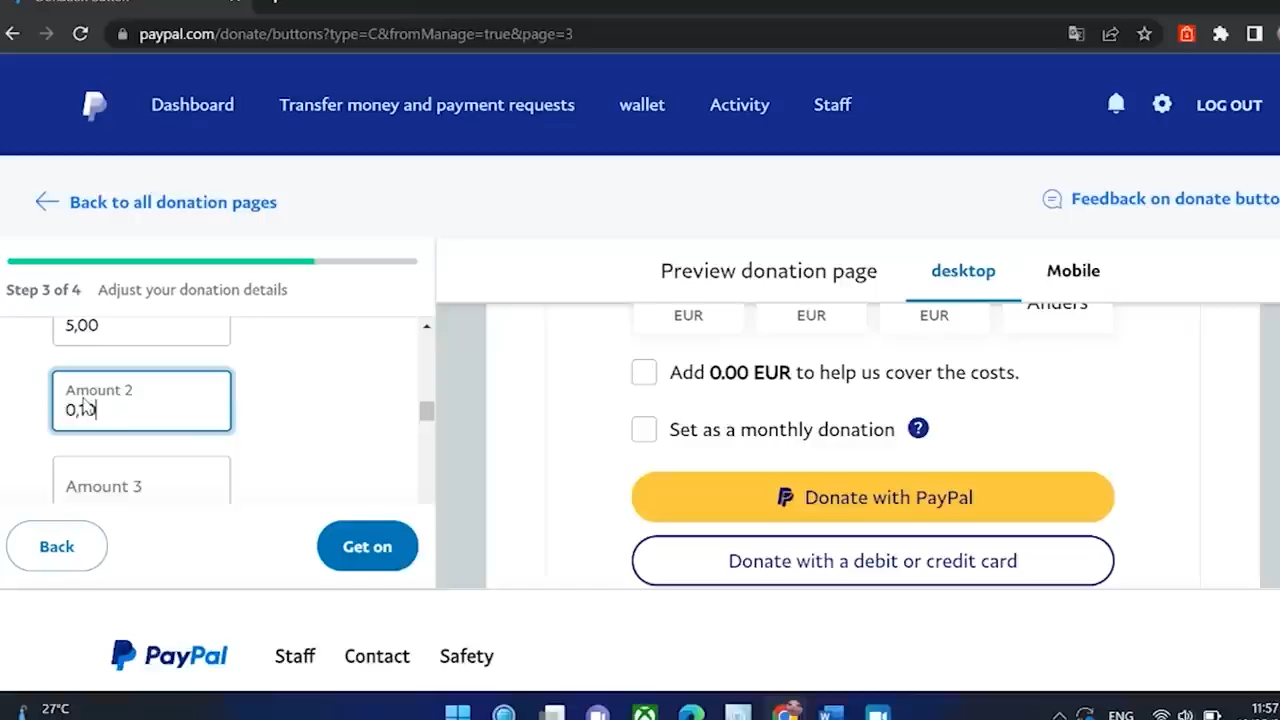 paypal.com/donate/buttons?type=C&fromManage=true&page=3
Dashboard
Transfer money and payment requests
wallet
Activity
Staff
LOG OUT
Back to all donation pages
Feedback on donate butto
Step 3 of 4
Adjust your donation details
5,00
Amount 2
0,10
Amount 3
Back
Get on
Preview donation page
desktop
Mobile
EUR
EUR
EUR
Anders
Add 0.00 EUR to help us cover the costs.
Set as a monthly donation ?
Donate with PayPal
Donate with a debit or credit card
PayPal
Staff
Contact
Safety
27°C
ENG
11:57